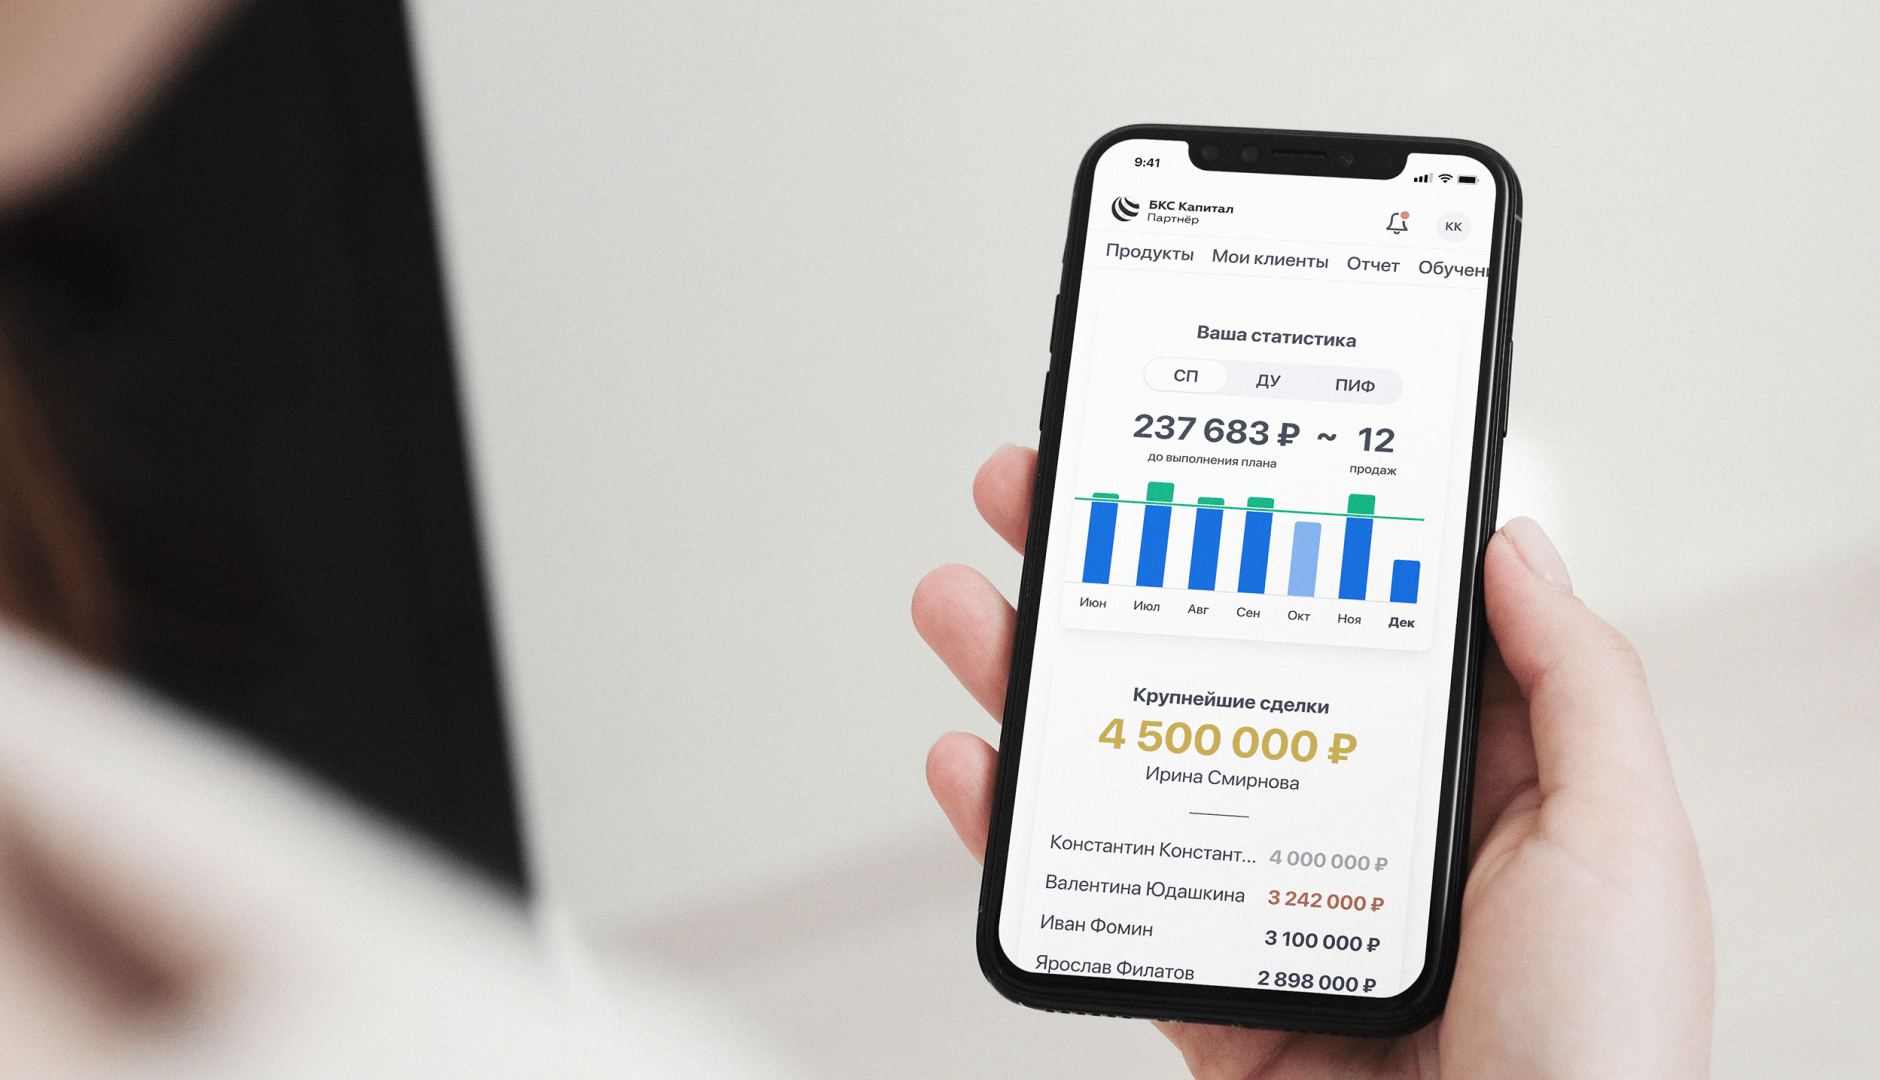 9:41
БКС Капитал
Партнёр
КК
Продукты Мои клиенты Отчет Обучени
Ваша статистика
СП ДУ ПИФ
237 683 ₽ ~ 12
до выполнения плана продаж
Июн Июл Авг Сен Окт Ноя Дек
Крупнейшие сделки
4 500 000 ₽
Ирина Смирнова
Константин Констант... 4 000 000 ₽
Валентина Юдашкина 3 242 000 ₽
Иван Фомин 3 100 000 ₽
Ярослав Филатов 2 898 000 ₽